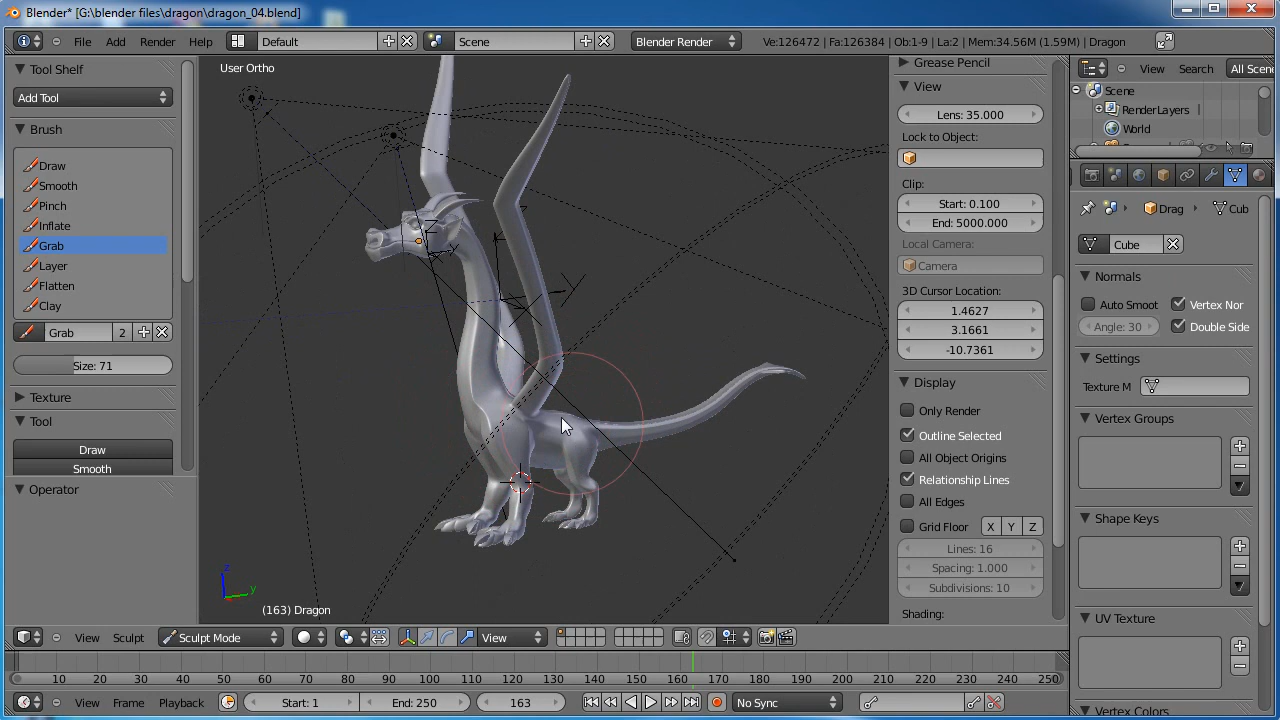 Blender* [G:\blender files\dragon\dragon_04.blend]
File Add Render Help Default Scene Blender Render Ve:126472 | Fa:126384 | Ob:1-9 | La:2 | Mem:34.56M (1.59M) | Dragon
Tool Shelf
Add Tool
Brush
Draw
Smooth
Pinch
Inflate
Grab
Layer
Flatten
Clay
Grab 2
Size: 71
Texture
Tool
Draw
Smooth
Operator
User Ortho
Z
Y
z
y
(163) Dragon
Grease Pencil
View
Lens: 35.000
Lock to Object:
Clip:
Start: 0.100
End: 5000.000
Local Camera:
Camera
3D Cursor Location:
1.4627
3.1661
-10.7361
Display
Only Render
Outline Selected
All Object Origins
Relationship Lines
All Edges
Grid Floor X Y Z
Lines: 16
Spacing: 1.000
Subdivisions: 10
Shading:
View Search All Scen
Scene
RenderLayers
World
Drag Cub
Cube
Normals
Auto Smoot Vertex Nor
Angle: 30 Double Side
Settings
Texture M
Vertex Groups
Shape Keys
UV Texture
Vertex Colors
View Sculpt Sculpt Mode View
10 20 30 40 50 60 70 80 90 100 110 120 130 140 150 160 170 180 190 200 210 220 230 240 250
View Frame Playback Start: 1 End: 250 163 No Sync